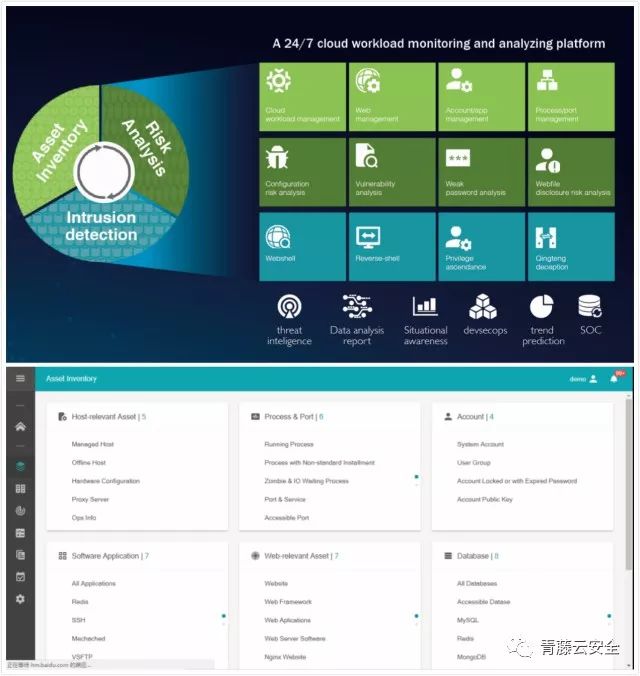 A 24/7 cloud workload monitoring and analyzing platform
Asset
Inventory
Risk
Analysis
Intrusion
detection
Cloud
workload management
Web
management
Account/app
management
Process/port
management
Configuration
risk analysis
Vulnerability
analysis
Weak
password analysis
Webfile
disclosure risk analysis
Webshell
Reverse-shell
Privilege
ascendance
Qingteng
deception
threat
inteligence
Data analysis
report
Situational
awareness
devsecops
trend
prediction
SOC
Asset Inventory
demo
99+
Host-relevant Asset | 5
Managed Host
Offline Host
Hardware Configuration
Proxy Server
Ops Info
Process & Port | 6
Running Process
Process with Non-standard Installment
Zombie & IO Waiting Process
Port & Service
Accessible Port
Account | 4
System Account
User Group
Account Locked or with Expired Password
Account Public Key
Software Application | 7
All Applications
Redis
SSH
Mechached
VSFTP
Web-relevant Asset | 7
Website
Web Framework
Web Aplications
Web Server Software
Nginx Website
Database | 8
All Databases
Accessible Datase
MySQL
Redis
MongoDB
正在等待 hm.baidu.com 的响应...
青藤云安全